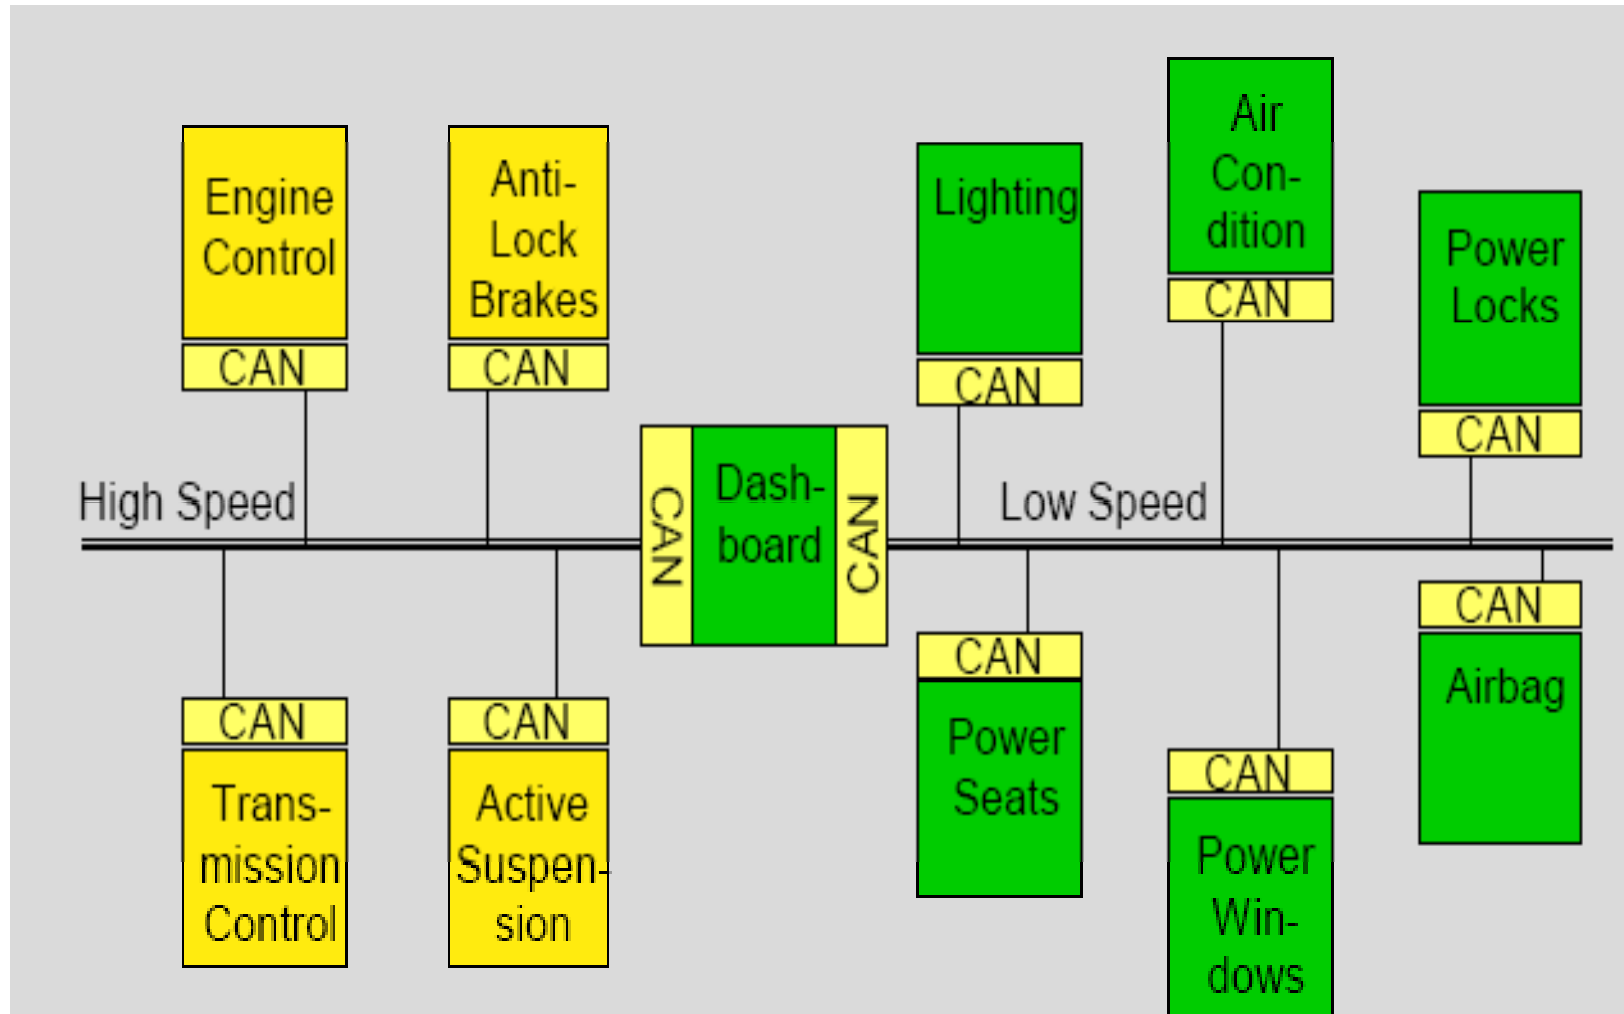 Engine
Control
CAN
Anti-
Lock
Brakes
CAN
Lighting
CAN
Air
Con-
dition
CAN
Power
Locks
CAN
High Speed
CAN
Dash-
board
CAN
Low Speed
CAN
Trans-
mission
Control
CAN
Active
Suspen-
sion
CAN
Power
Seats
CAN
Power
Win-
dows
CAN
Airbag